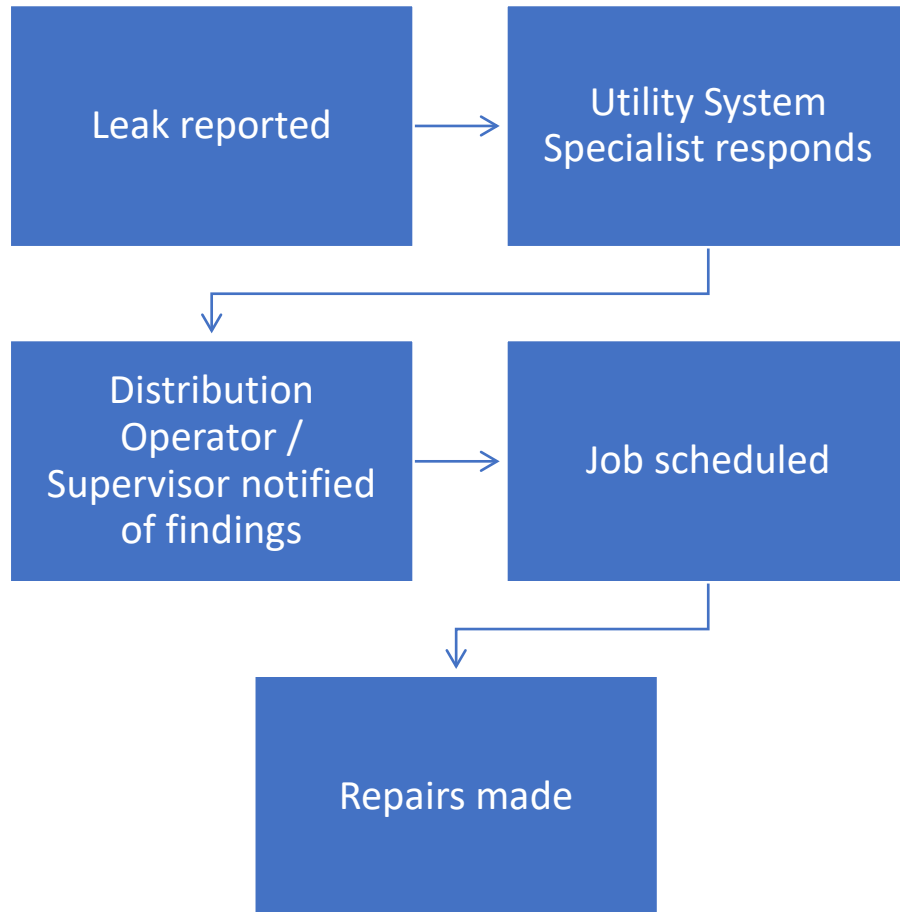 Leak reported
Utility System
Specialist responds
Distribution
Operator /
Supervisor notified
of findings
Job scheduled
Repairs made